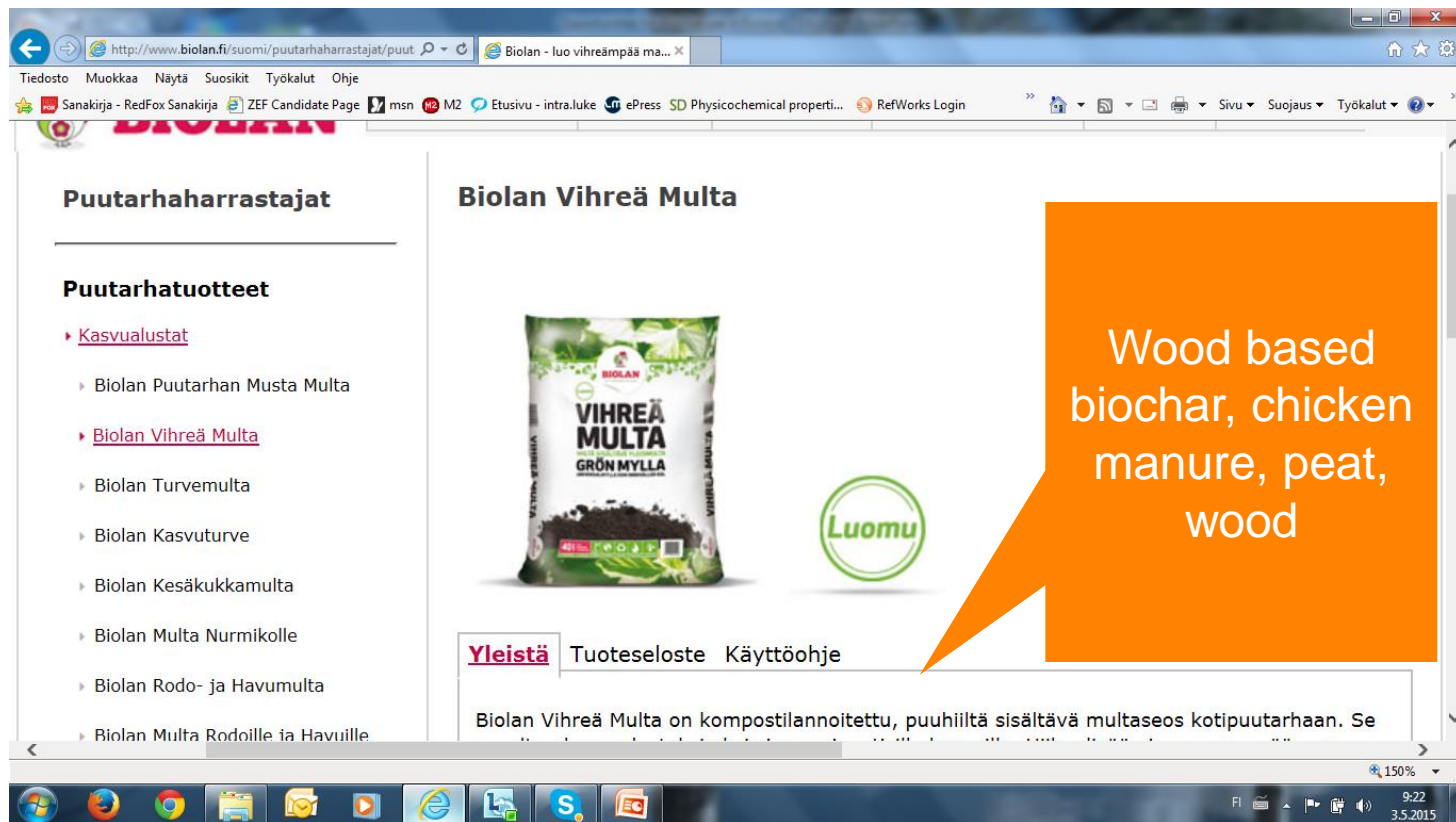 http://www.biolan.fi/suomi/puutarhaharrastajat/puut
Biolan - luo vihreämpää ma...
Tiedosto Muokkaa Näytä Suosikit Työkalut Ohje
Sanakirja - RedFox Sanakirja ZEF Candidate Page msn M2 Etusivu - intra.luke ePress SD Physicochemical properti... RefWorks Login
Sivu Suojaus Työkalut
BIOLAN
Puutarhaharrastajat
Puutarhatuotteet
Kasvualustat
Biolan Puutarhan Musta Multa
Biolan Vihreä Multa
Biolan Turvemulta
Biolan Kasvuturve
Biolan Kesäkukkamulta
Biolan Multa Nurmikolle
Biolan Rodo- ja Havumulta
Biolan Multa Rodoille ja Havuille
Biolan Vihreä Multa
BIOLAN
VIHREÄ
MULTA
GRÖN MYLLA
VIHREÄ MULTA
Luomu
Wood based
biochar, chicken
manure, peat,
wood
Yleistä Tuoteseloste Käyttöohje
Biolan Vihreä Multa on kompostilannoitettu, puuhiiltä sisältävä multaseos kotipuutarhaan. Se
150%
FI
9:22
3.5.2015